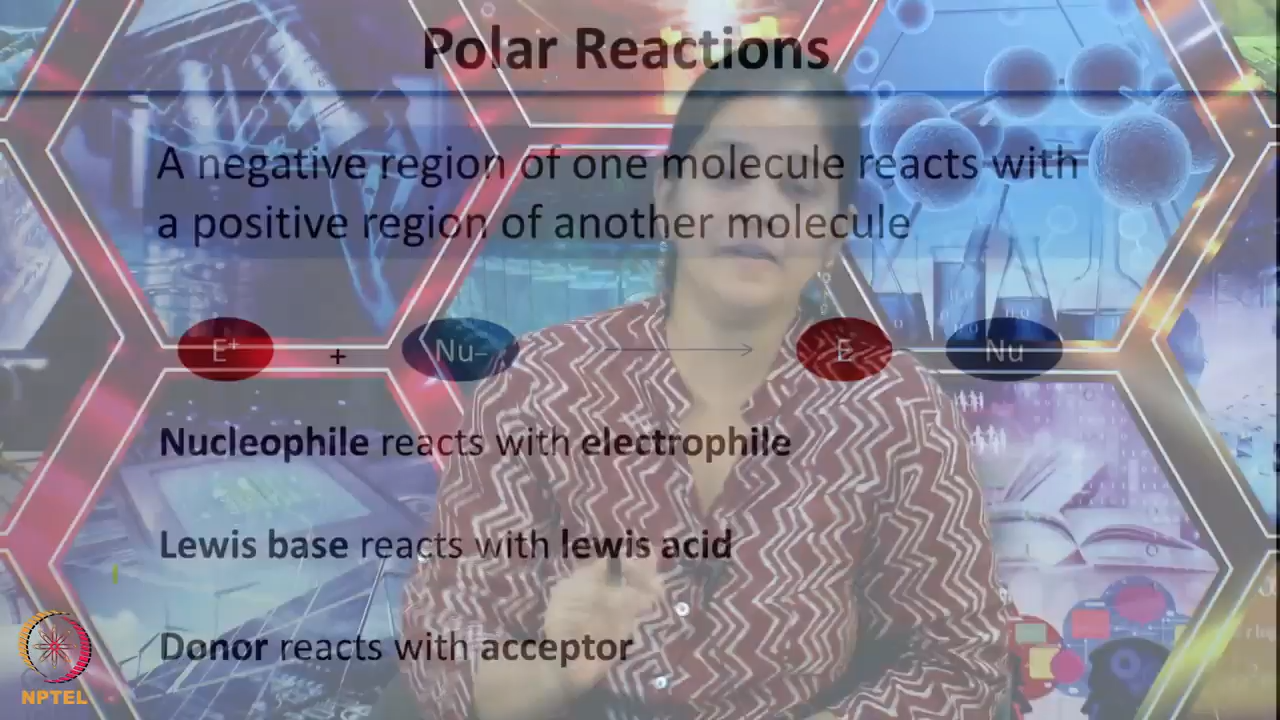 Polar Reactions
A negative region of one molecule reacts with
a positive region of another molecule
E+ + Nu– → E Nu
Nucleophile reacts with electrophile
Lewis base reacts with lewis acid
Donor reacts with acceptor
NPTEL